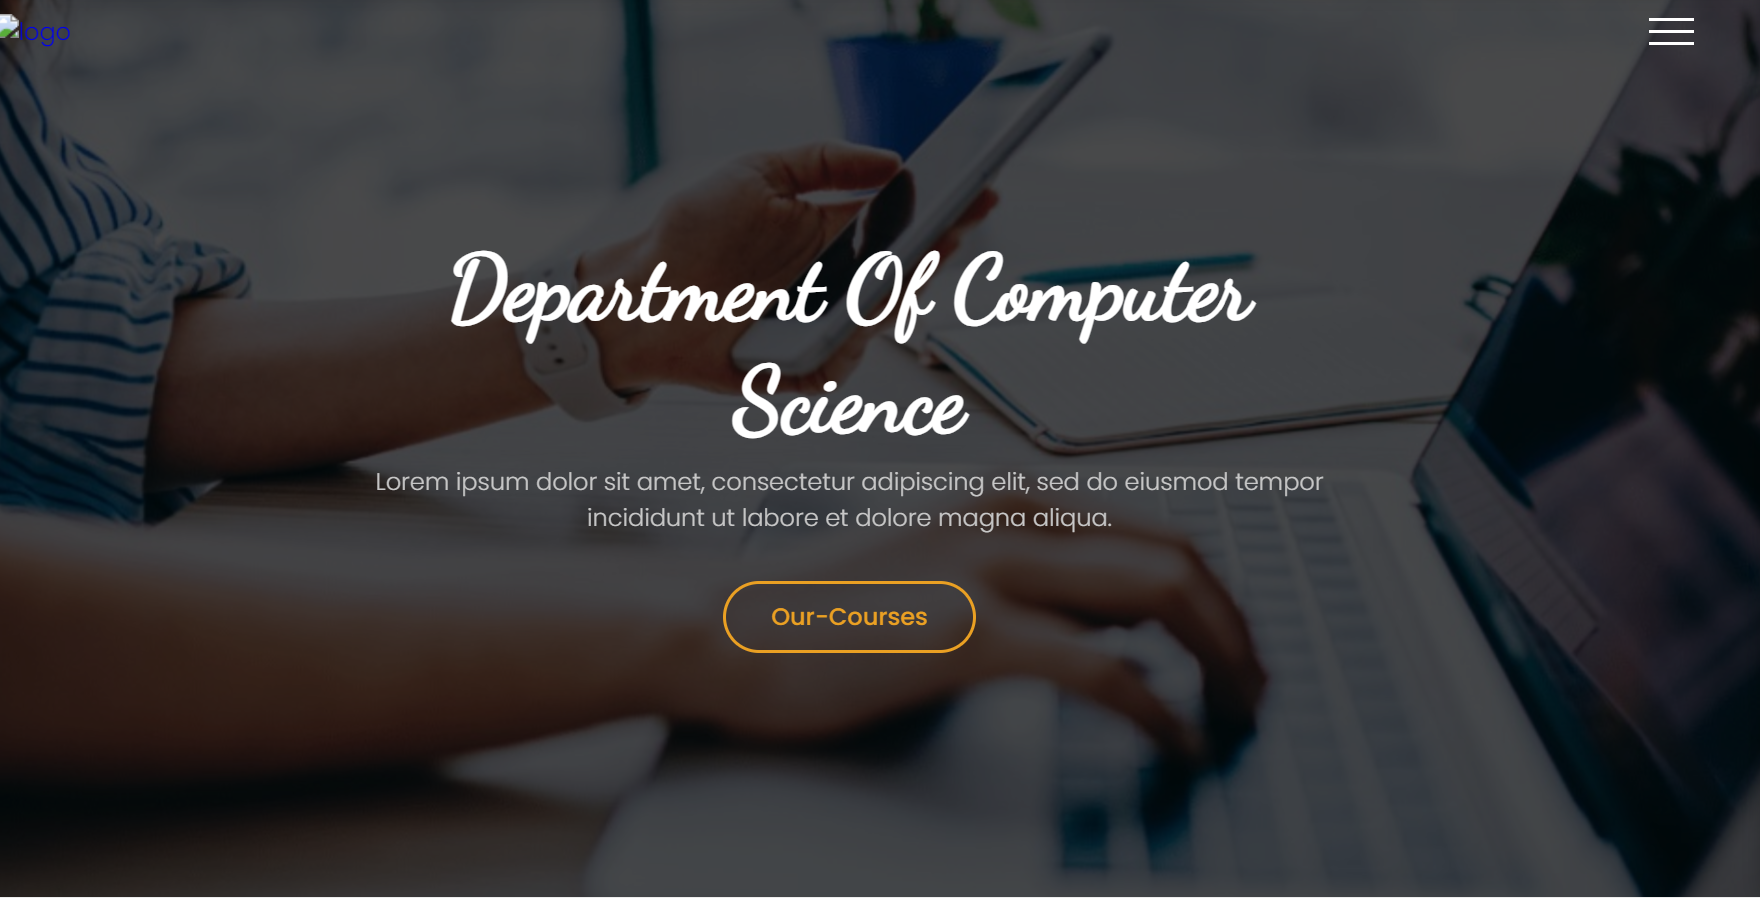 logo
Department Of Computer
Science
Lorem ipsum dolor sit amet, consectetur adipiscing elit, sed do eiusmod tempor
incididunt ut labore et dolore magna aliqua.
Our-Courses